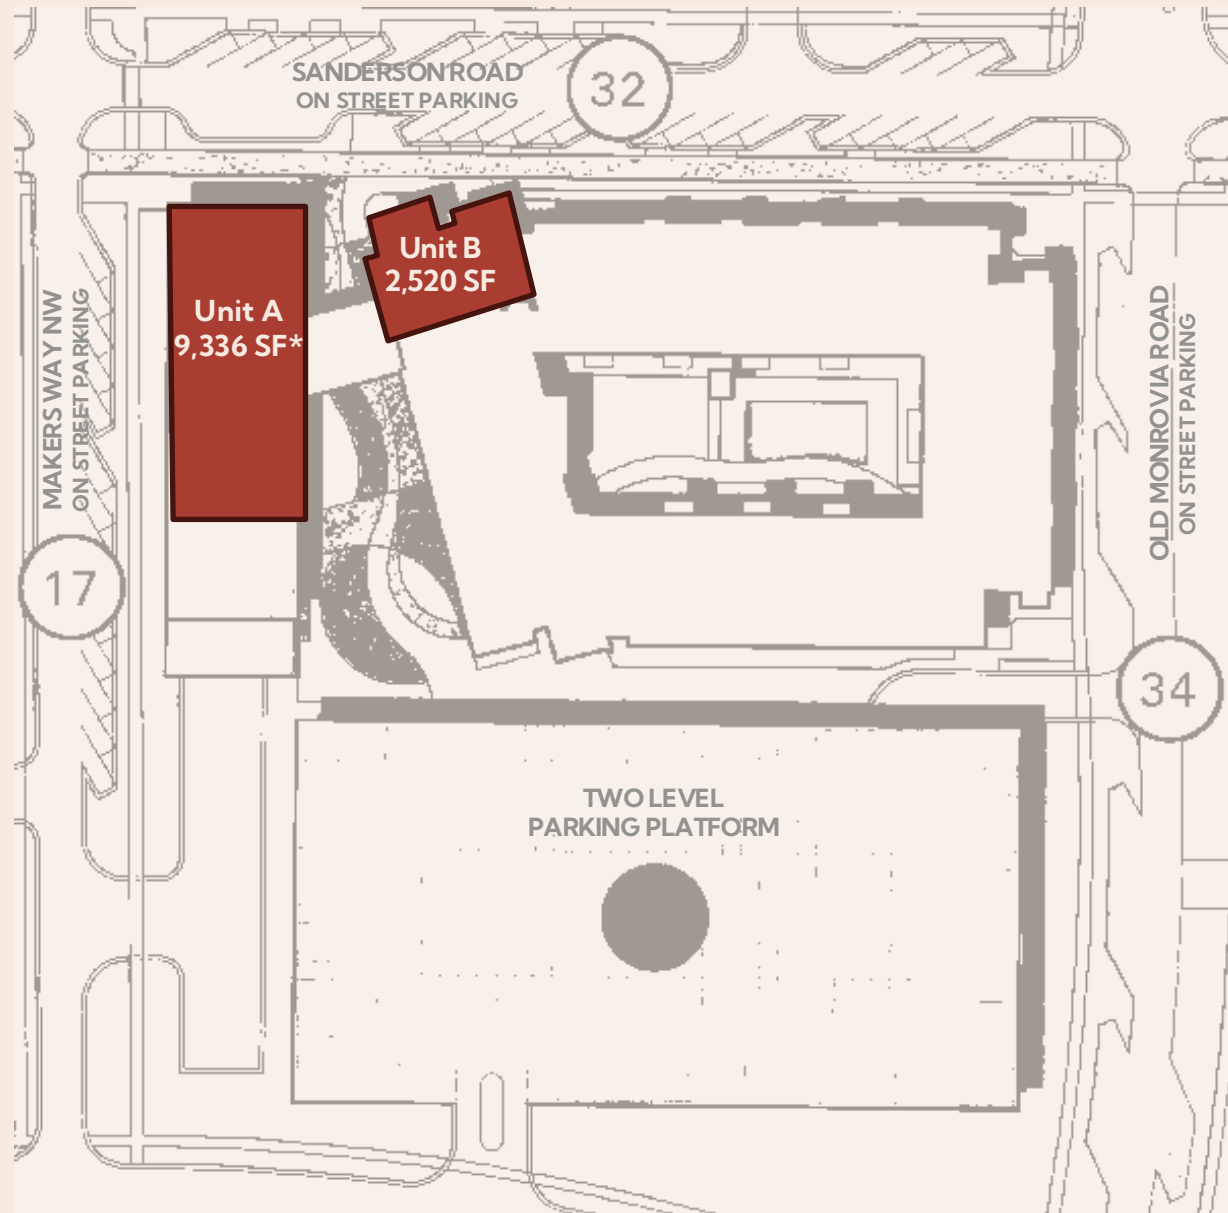 SANDERSON ROAD
ON STREET PARKING
32
Unit B
2,520 SF
Unit A
9,336 SF*
MAKERS WAY NW
ON STREET PARKING
OLD MONROVIA ROAD
ON STREET PARKING
17
34
TWO LEVEL
PARKING PLATFORM